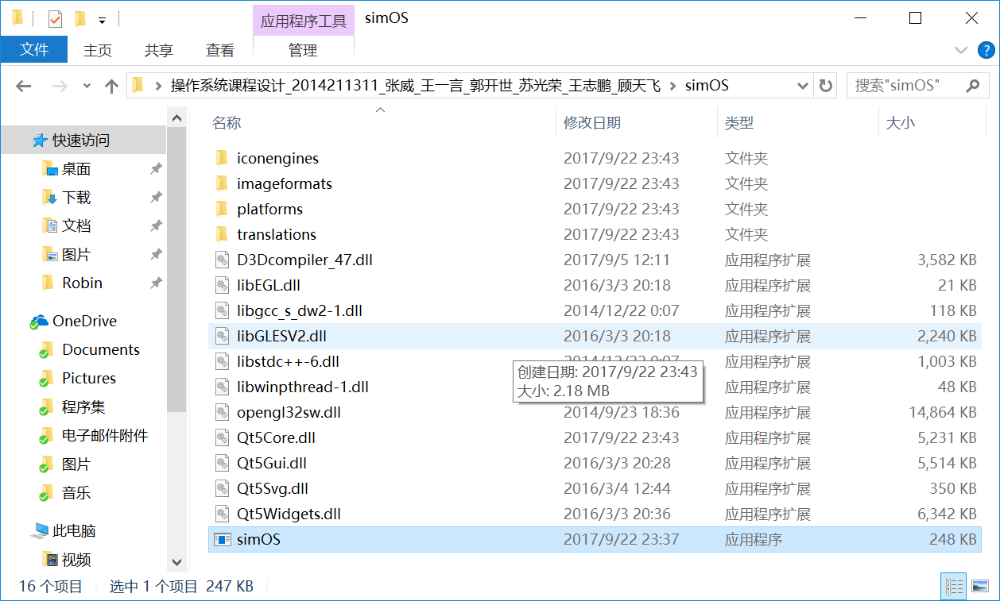 应用程序工具 simOS
文件 主页 共享 查看 管理
操作系统课程设计_2014211311_张威_王一言_郭开世_苏光荣_王志鹏_顾天飞 simOS 搜索"simOS"
快速访问
桌面
下载
文档
图片
Robin
OneDrive
Documents
Pictures
程序集
电子邮件附件
图片
音乐
此电脑
视频
名称 修改日期 类型 大小
iconengines 2017/9/22 23:43 文件夹
imageformats 2017/9/22 23:43 文件夹
platforms 2017/9/22 23:43 文件夹
translations 2017/9/22 23:43 文件夹
D3Dcompiler_47.dll 2017/9/5 12:11 应用程序扩展 3,582 KB
libEGL.dll 2016/3/3 20:18 应用程序扩展 21 KB
libgcc_s_dw2-1.dll 2014/12/22 0:07 应用程序扩展 118 KB
libGLESV2.dll 2016/3/3 20:18 应用程序扩展 2,240 KB
libstdc++-6.dll 2014/12/22 0:07 应用程序扩展 1,003 KB
创建日期: 2017/9/22 23:43
大小: 2.18 MB
libwinpthread-1.dll 应用程序扩展 48 KB
opengl32sw.dll 2014/9/23 18:36 应用程序扩展 14,864 KB
Qt5Core.dll 2017/9/22 23:43 应用程序扩展 5,231 KB
Qt5Gui.dll 2016/3/3 20:28 应用程序扩展 5,514 KB
Qt5Svg.dll 2016/3/4 12:44 应用程序扩展 350 KB
Qt5Widgets.dll 2016/3/3 20:36 应用程序扩展 6,342 KB
simOS 2017/9/22 23:37 应用程序 248 KB
16 个项目 选中 1 个项目 247 KB